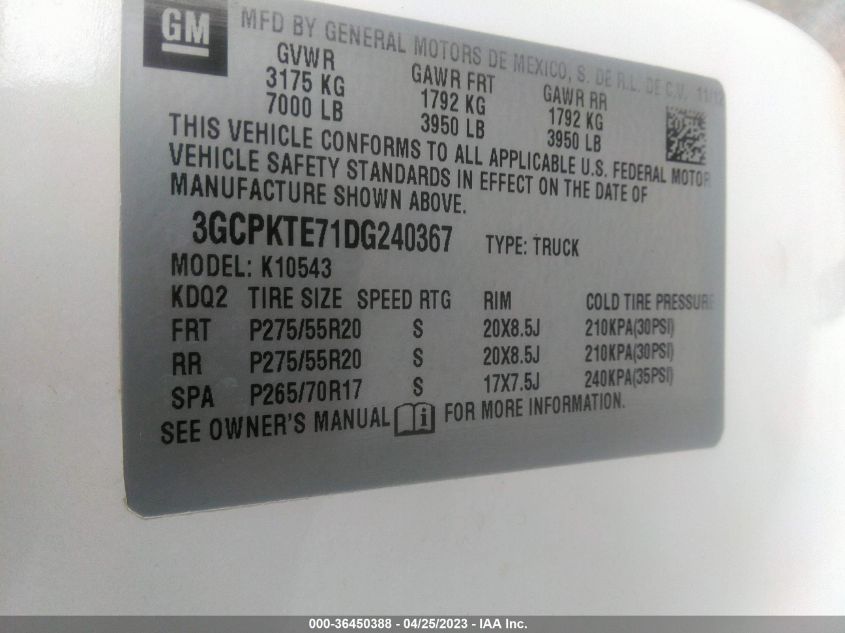 GM
MFD BY GENERAL MOTORS DE MEXICO, S. DE R.L. DE C.V. 11/12
GVWR GAWR FRT GAWR RR
3175 KG 1792 KG 1792 KG
7000 LB 3950 LB 3950 LB
THIS VEHICLE CONFORMS TO ALL APPLICABLE U.S. FEDERAL MOTOR
VEHICLE SAFETY STANDARDS IN EFFECT ON THE DATE OF
MANUFACTURE SHOWN ABOVE.
3GCPKTE71DG240367 TYPE: TRUCK
MODEL: K10543
KDQ2 TIRE SIZE SPEED RTG RIM COLD TIRE PRESSURE
FRT P275/55R20 S 20X8.5J 210KPA(30PSI)
RR P275/55R20 S 20X8.5J 210KPA(30PSI)
SPA P265/70R17 S 17X7.5J 240KPA(35PSI)
SEE OWNER'S MANUAL i FOR MORE INFORMATION.
000-36450388 - 04/25/2023 - IAA Inc.